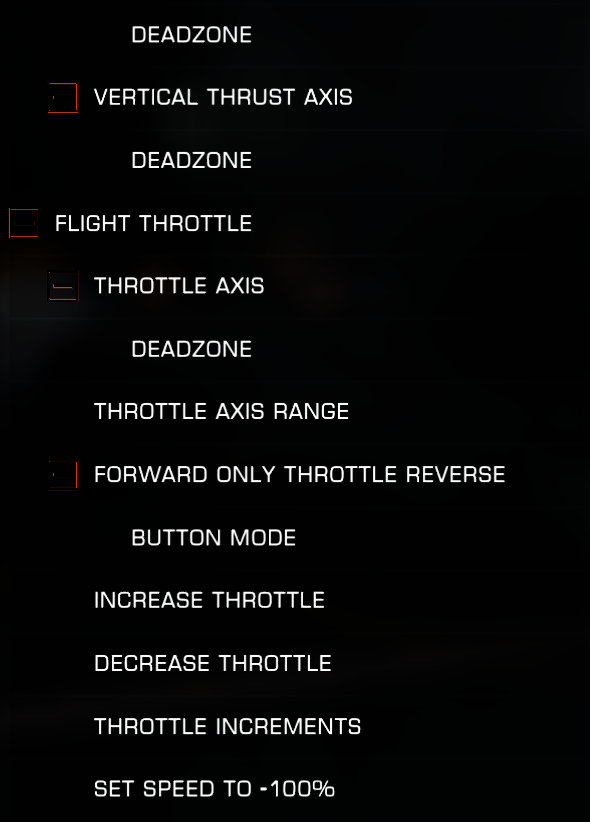 DEADZONE
VERTICAL THRUST AXIS
DEADZONE
FLIGHT THROTTLE
THROTTLE AXIS
DEADZONE
THROTTLE AXIS RANGE
FORWARD ONLY THROTTLE REVERSE
BUTTON MODE
INCREASE THROTTLE
DECREASE THROTTLE
THROTTLE INCREMENTS
SET SPEED TO -100%